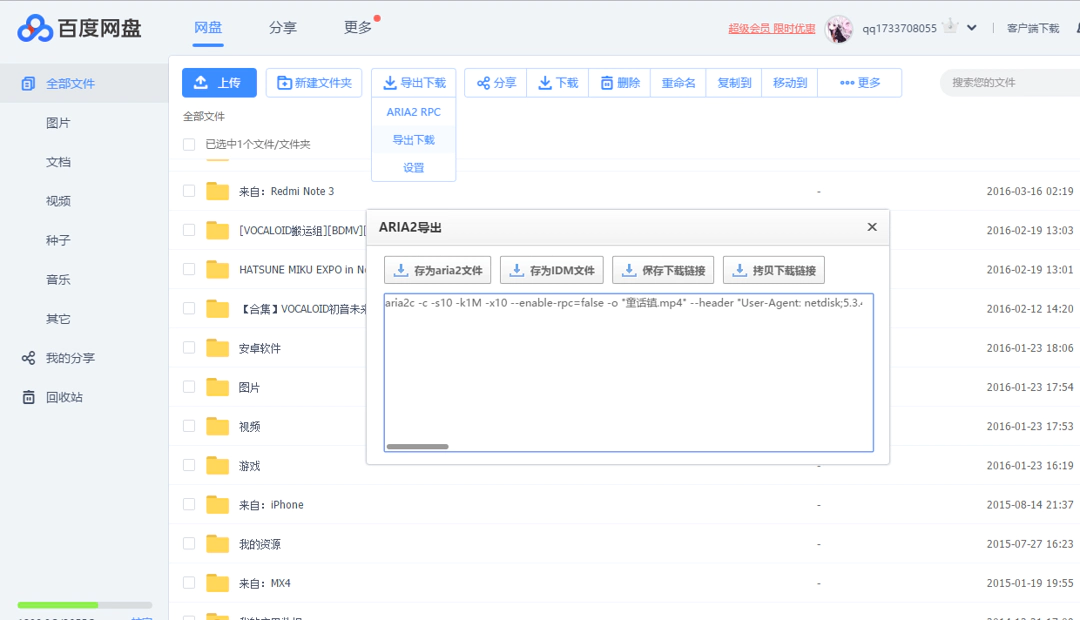 百度网盘 网盘 分享 更多 超级会员 限时优惠 qq1733708055 客户端下载
全部文件
图片
文档
视频
种子
音乐
其它
我的分享
回收站
上传 新建文件夹 导出下载 分享 下载 删除 重命名 复制到 移动到 更多 搜索您的文件
ARIA2 RPC
导出下载
设置
全部文件
已选中1个文件/文件夹
来自：Redmi Note 3 - 2016-03-16 02:19
[VOCALOID搬运组][BDMV][ 2016-02-19 13:03
HATSUNE MIKU EXPO in 2016-02-19 13:01
【合集】VOCALOID初音未来 2016-02-12 14:20
安卓软件 2016-01-23 18:06
图片 2016-01-23 17:54
视频 2016-01-23 17:53
游戏 - 2016-01-23 16:19
来自：iPhone - 2015-08-14 21:37
我的资源 - 2015-07-27 16:23
来自：MX4 - 2015-01-19 19:55
ARIA2导出
存为aria2文件 存为IDM文件 保存下载链接 拷贝下载链接
aria2c -c -s10 -k1M -x10 --enable-rpc=false -o "童话镇.mp4" --header "User-Agent: netdisk;5.3.4